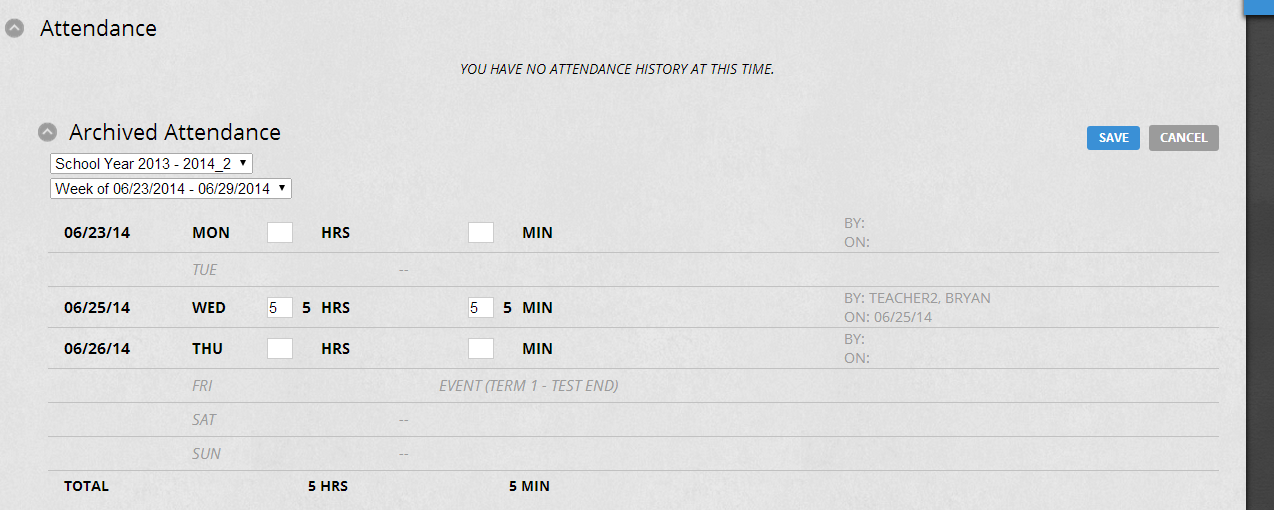 Attendance
YOU HAVE NO ATTENDANCE HISTORY AT THIS TIME.
Archived Attendance
SAVE CANCEL
School Year 2013 - 2014_2
Week of 06/23/2014 - 06/29/2014
06/23/14 MON HRS MIN BY:
ON:
TUE --
06/25/14 WED 5 5 HRS 5 5 MIN BY: TEACHER2, BRYAN
ON: 06/25/14
06/26/14 THU HRS MIN BY:
ON:
FRI EVENT (TERM 1 - TEST END)
SAT --
SUN --
TOTAL 5 HRS 5 MIN